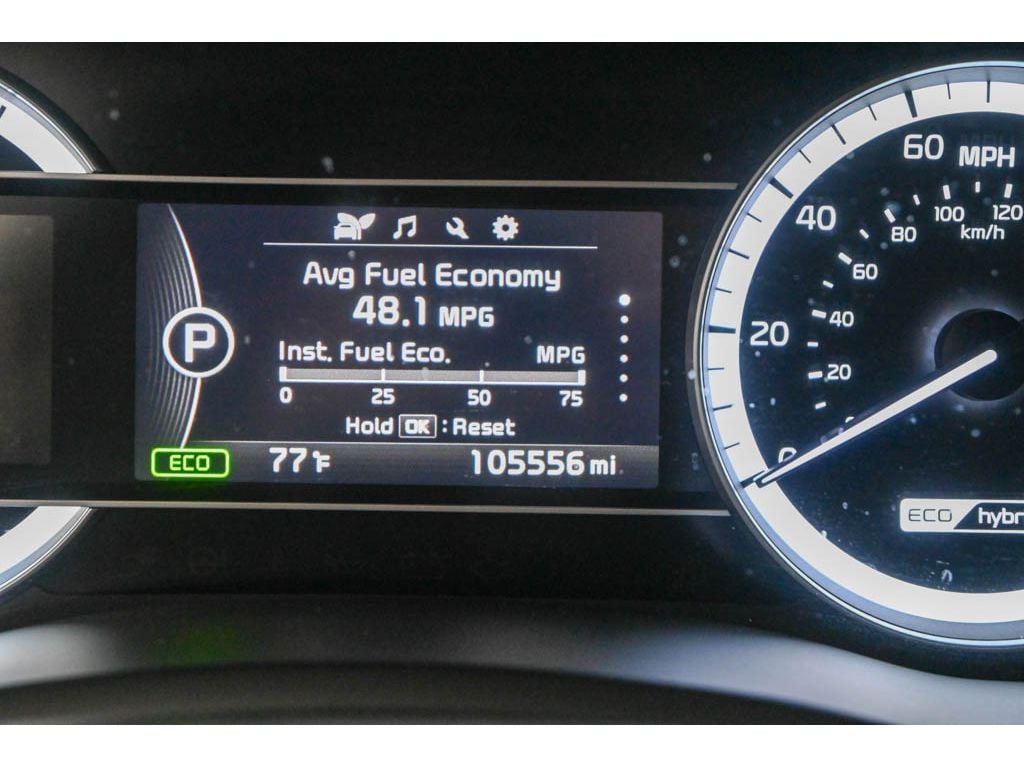 Avg Fuel Economy
48.1 MPG
Inst. Fuel Eco. MPG
0 25 50 75
Hold OK : Reset
P
ECO 77°F 105556 mi
60 MPH
40
20
0
100 120
80 km/h
60
40
20
ECO hybr